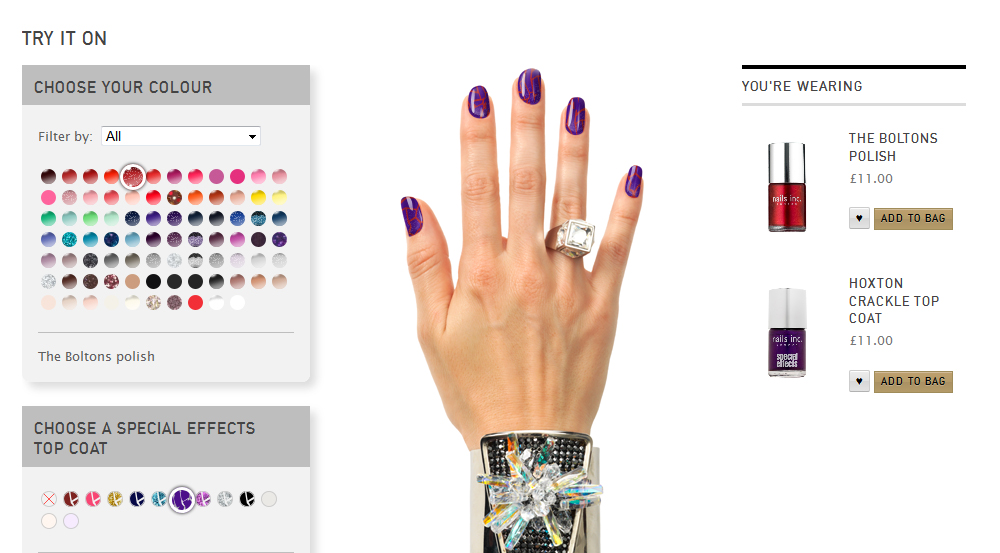 TRY IT ON
CHOOSE YOUR COLOUR
Filter by: All
The Boltons polish
CHOOSE A SPECIAL EFFECTS
TOP COAT
YOU'RE WEARING
nails inc.
THE BOLTONS
POLISH
£11.00
♥ ADD TO BAG
nails inc.
special
effects
HOXTON
CRACKLE TOP
COAT
£11.00
♥ ADD TO BAG